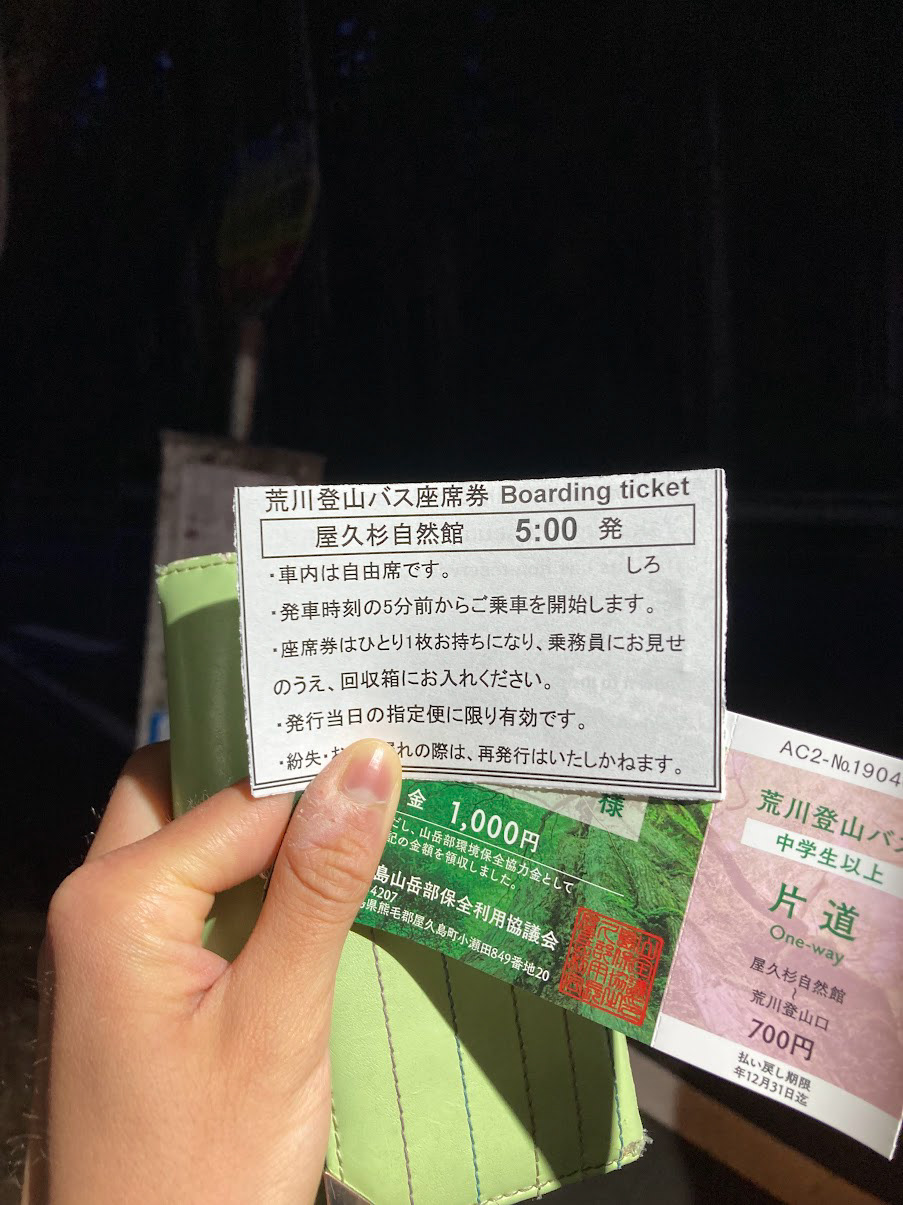 荒川登山バス座席券 Boarding ticket
屋久杉自然館 5:00 発
・車内は自由席です。 しろ
・発車時刻の5分前からご乗車を開始します。
・座席券はひとり1枚お持ちになり、乗務員にお見せ
のうえ、回収箱にお入れください。
・発行当日の指定便に限り有効です。
・紛失・お れの際は、再発行はいたしかねます。
様
金 1,000円
だし、山岳部環境保全協力金として
記の金額を領収しました。
島山岳部保全利用協議会
4207
島県熊毛郡屋久島町小瀬田849番地20
AC2-No.1904
荒川登山バス
中学生以上
片道
One-way
屋久杉自然館
~
荒川登山口
700円
払い戻し期限
年12月31日迄